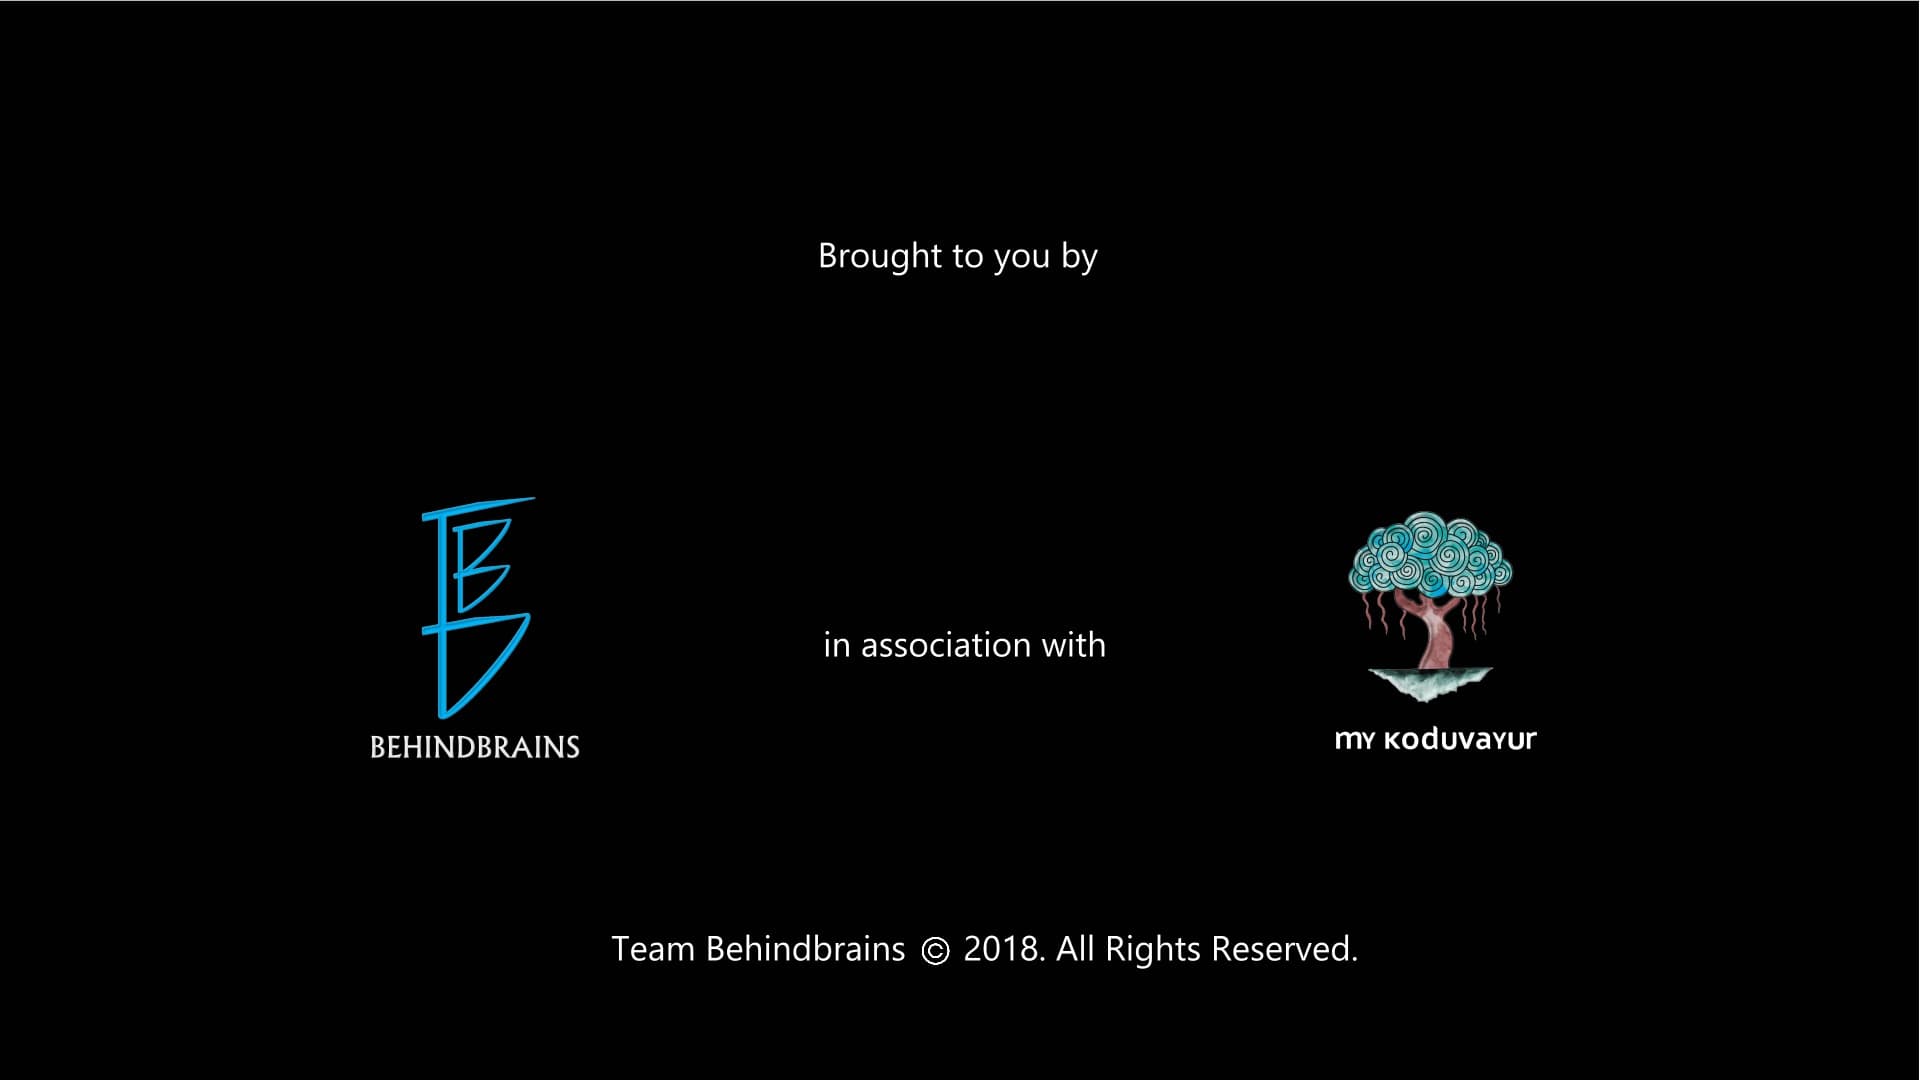 Brought to you by
BEHINDBRAINS
in association with
my koduvayur
Team Behindbrains © 2018. All Rights Reserved.